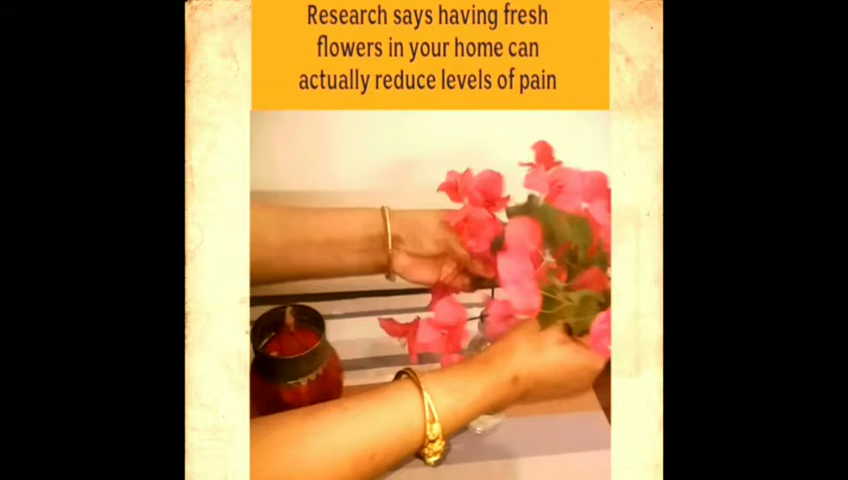 Research says having fresh
flowers in your home can
actually reduce levels of pain